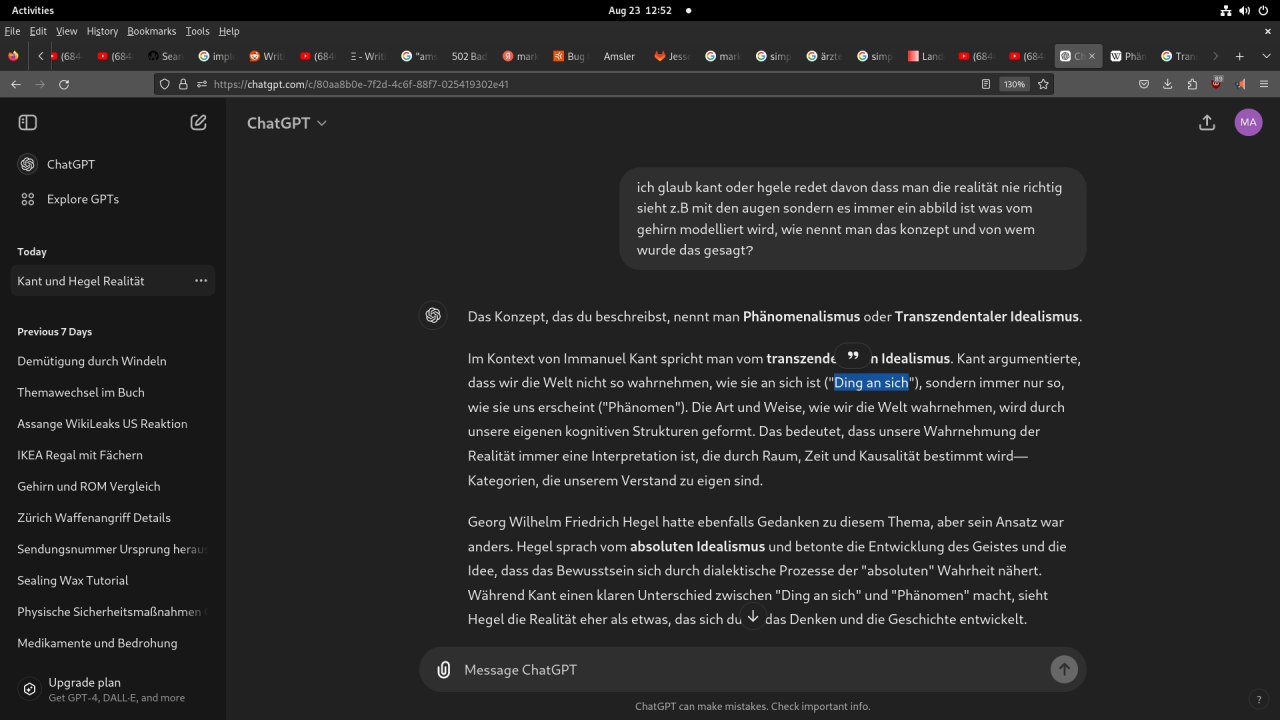 Activities
Aug 23 12:52
File Edit View History Bookmarks Tools Help
(684 (684 Sear imple Writi (684 Ξ - Writi "ams 502 Bad mark Bug Amsler Jesse mark simp ärzte simp Land (684 (684 Ch Phän Tran
https://chatgpt.com/c/80aa8b0e-7f2d-4c6f-88f7-025419302e41
130%
89
ChatGPT
MA
ChatGPT
Explore GPTs
Today
Kant und Hegel Realität
Previous 7 Days
Demütigung durch Windeln
Themawechsel im Buch
Assange WikiLeaks US Reaktion
IKEA Regal mit Fächern
Gehirn und ROM Vergleich
Zürich Waffenangriff Details
Sendungsnummer Ursprung heraus
Sealing Wax Tutorial
Physische Sicherheitsmaßnahmen
Medikamente und Bedrohung
Upgrade plan
Get GPT-4, DALL·E, and more
ich glaub kant oder hgele redet davon dass man die realität nie richtig
sieht z.B mit den augen sondern es immer ein abbild ist was vom
gehirn modelliert wird, wie nennt man das konzept und von wem
wurde das gesagt?
Das Konzept, das du beschreibst, nennt man Phänomenalismus oder Transzendentaler Idealismus.
Im Kontext von Immanuel Kant spricht man vom transzende n Idealismus. Kant argumentierte,
dass wir die Welt nicht so wahrnehmen, wie sie an sich ist ("Ding an sich"), sondern immer nur so,
wie sie uns erscheint ("Phänomen"). Die Art und Weise, wie wir die Welt wahrnehmen, wird durch
unsere eigenen kognitiven Strukturen geformt. Das bedeutet, dass unsere Wahrnehmung der
Realität immer eine Interpretation ist, die durch Raum, Zeit und Kausalität bestimmt wird—
Kategorien, die unserem Verstand zu eigen sind.
Georg Wilhelm Friedrich Hegel hatte ebenfalls Gedanken zu diesem Thema, aber sein Ansatz war
anders. Hegel sprach vom absoluten Idealismus und betonte die Entwicklung des Geistes und die
Idee, dass das Bewusstsein sich durch dialektische Prozesse der "absoluten" Wahrheit nähert.
Während Kant einen klaren Unterschied zwischen "Ding an sich" und "Phänomen" macht, sieht
Hegel die Realität eher als etwas, das sich du das Denken und die Geschichte entwickelt.
Message ChatGPT
ChatGPT can make mistakes. Check important info.
?